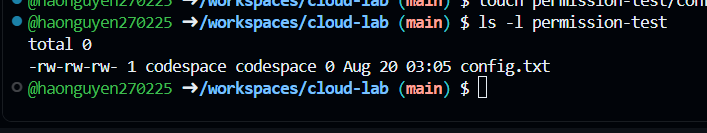 @haonguyen270225 ➜/workspaces/cloud-lab (main) $ touch permission-test/con
@haonguyen270225 ➜/workspaces/cloud-lab (main) $ ls -l permission-test
total 0
-rw-rw-rw- 1 codespace codespace 0 Aug 20 03:05 config.txt
@haonguyen270225 ➜/workspaces/cloud-lab (main) $